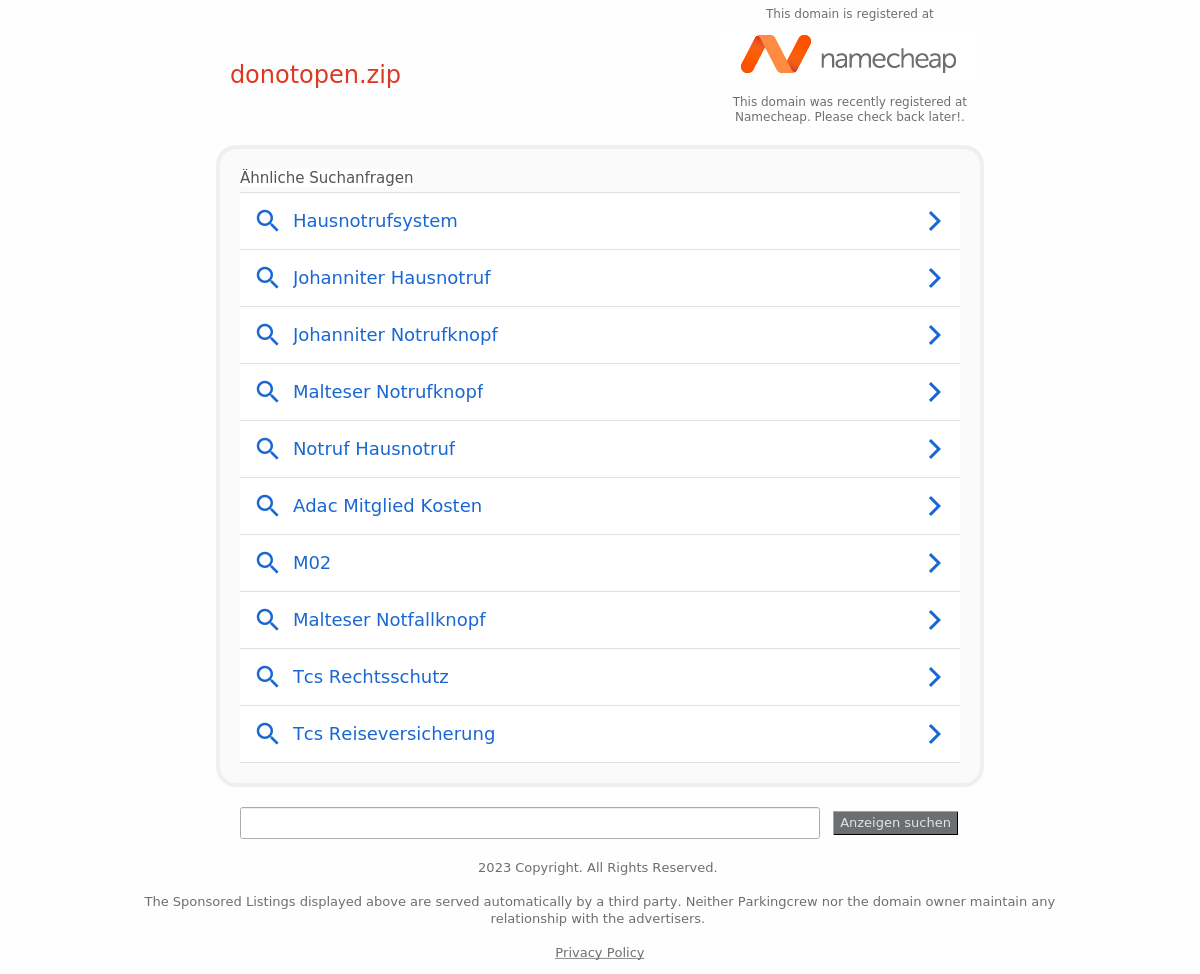 This domain is registered at
namecheap
donotopen.zip
This domain was recently registered at
Namecheap. Please check back later!.
Ähnliche Suchanfragen
Hausnotrufsystem
Johanniter Hausnotruf
Johanniter Notrufknopf
Malteser Notrufknopf
Notruf Hausnotruf
Adac Mitglied Kosten
M02
Malteser Notfallknopf
Tcs Rechtsschutz
Tcs Reiseversicherung
Anzeigen suchen
2023 Copyright. All Rights Reserved.
The Sponsored Listings displayed above are served automatically by a third party. Neither Parkingcrew nor the domain owner maintain any
relationship with the advertisers.
Privacy Policy